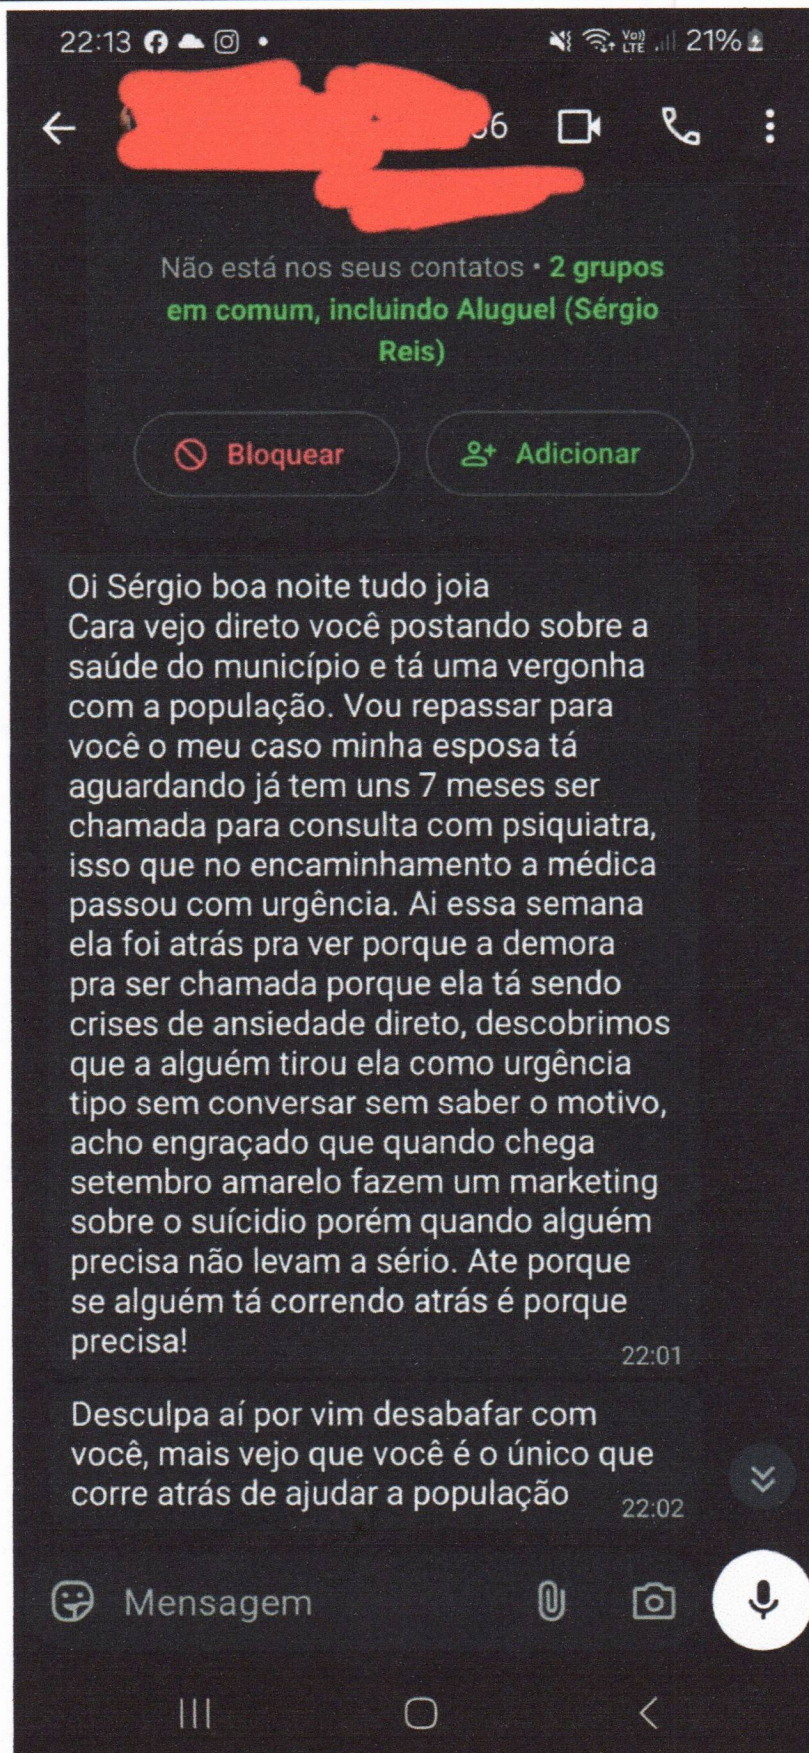 22:13
Vo)) LTE 21%
6
Não está nos seus contatos • 2 grupos
em comum, incluindo Aluguel (Sérgio
Reis)
Bloquear
Adicionar
Oi Sérgio boa noite tudo joia
Cara vejo direto você postando sobre a
saúde do município e tá uma vergonha
com a população. Vou repassar para
você o meu caso minha esposa tá
aguardando já tem uns 7 meses ser
chamada para consulta com psiquiatra,
isso que no encaminhamento a médica
passou com urgência. Ai essa semana
ela foi atrás pra ver porque a demora
pra ser chamada porque ela tá sendo
crises de ansiedade direto, descobrimos
que a alguém tirou ela como urgência
tipo sem conversar sem saber o motivo,
acho engraçado que quando chega
setembro amarelo fazem um marketing
sobre o suícidio porém quando alguém
precisa não levam a sério. Ate porque
se alguém tá correndo atrás é porque
precisa!
22:01
Desculpa aí por vim desabafar com
você, mais vejo que você é o único que
corre atrás de ajudar a população
22:02
Mensagem